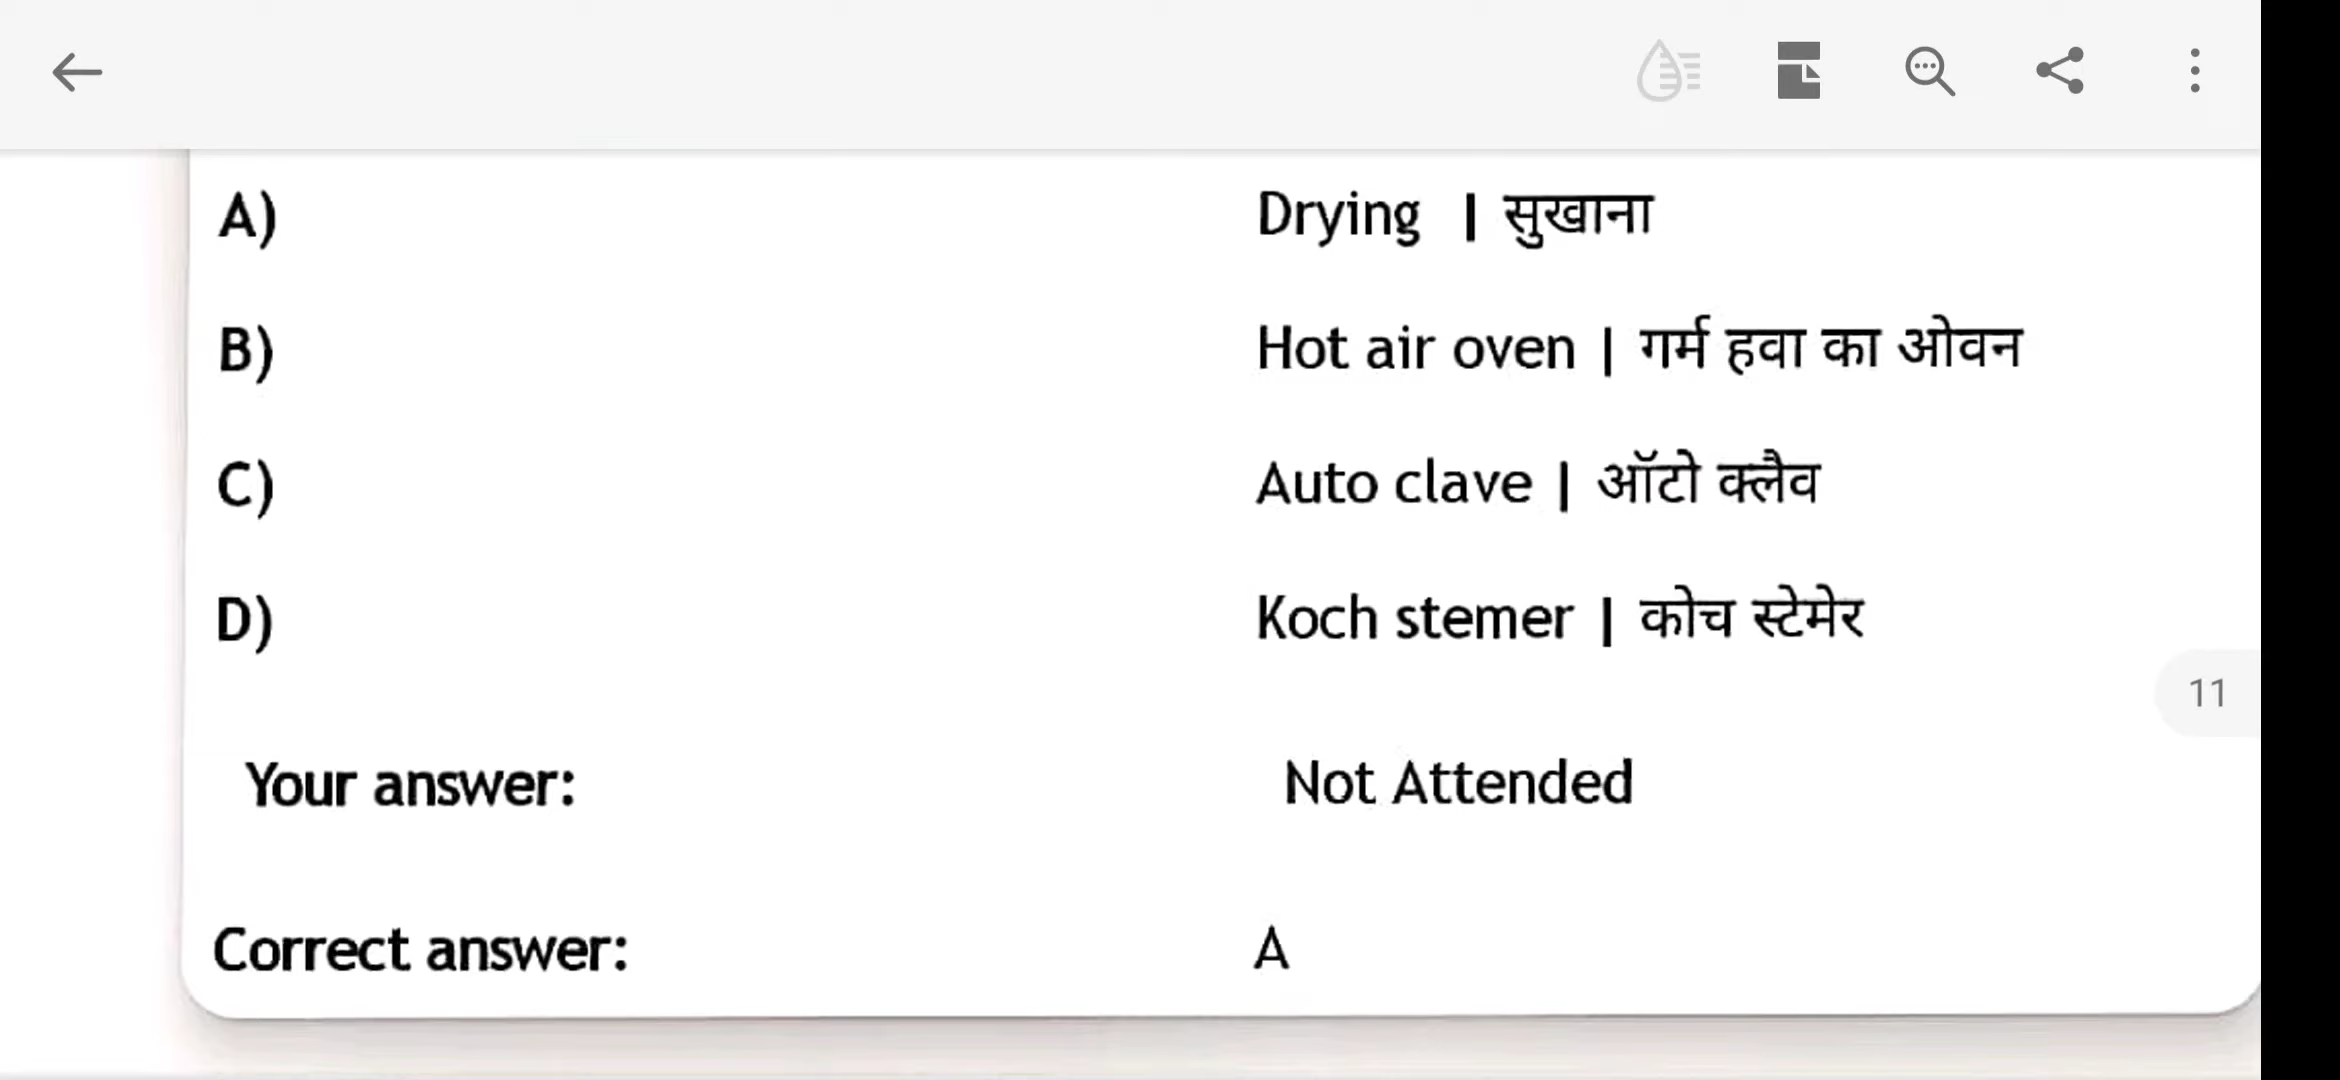 A) Drying | सुखाना
B) Hot air oven | गर्म हवा का ओवन
C) Auto clave | ऑटो क्लैव
D) Koch stemer | कोच स्टेमेर
11
Your answer: Not Attended
Correct answer: A